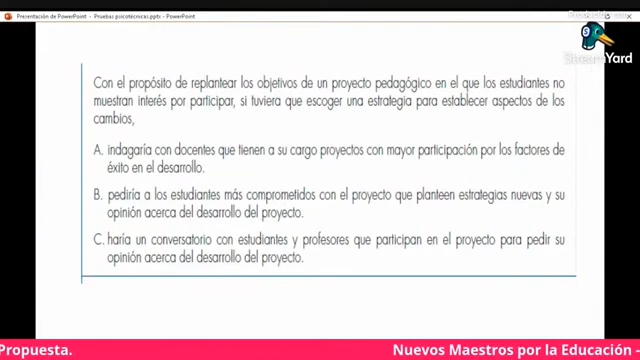 Presentación de PowerPoint - Pruebas psicotécnicas.pptx - PowerPoint
StreamYard
Con el propósito de replantear los objetivos de un proyecto pedagógico en el que los estudiantes no
muestran interés por participar, si tuviera que escoger una estrategia para establecer aspectos de los
cambios,
A. indagaría con docentes que tienen a su cargo proyectos con mayor participación por los factores de
éxito en el desarrollo.
B. pediría a los estudiantes más comprometidos con el proyecto que planteen estrategias nuevas y su
opinión acerca del desarrollo del proyecto.
C. haría un conversatorio con estudiantes y profesores que participan en el proyecto para pedir su
opinión acerca del desarrollo del proyecto.
Propuesta. Nuevos Maestros por la Educación -